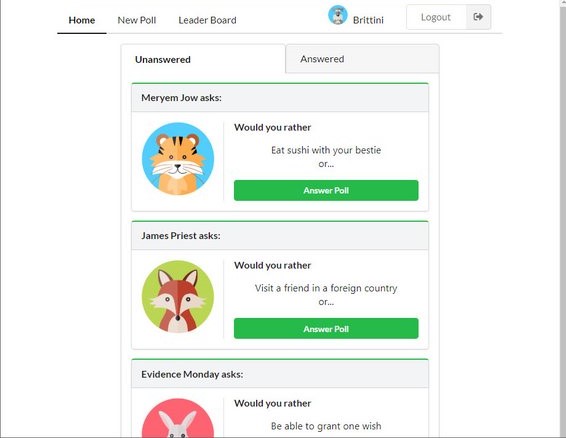 Home New Poll Leader Board Brittini Logout
Unanswered Answered
Meryem Jow asks:
Would you rather
Eat sushi with your bestie
or...
Answer Poll
James Priest asks:
Would you rather
Visit a friend in a foreign country
or...
Answer Poll
Evidence Monday asks:
Would you rather
Be able to grant one wish